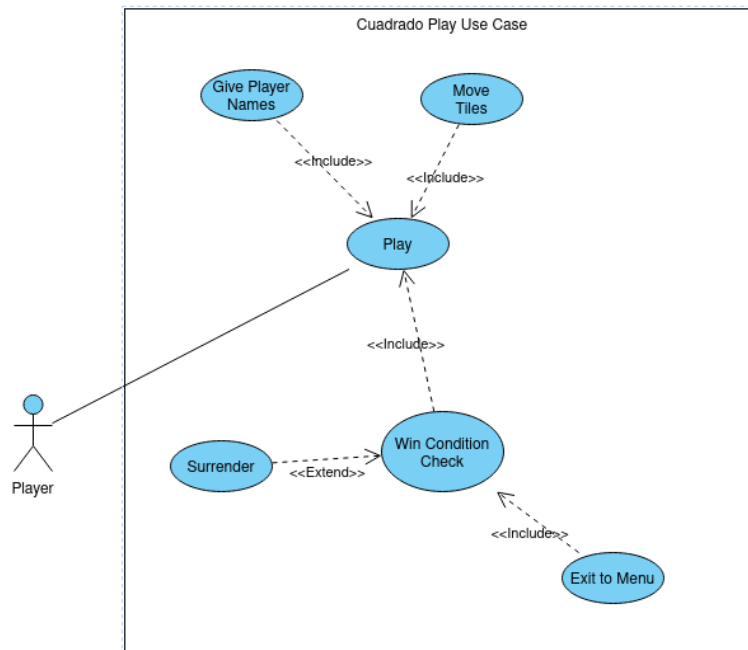 Cuadrado Play Use Case
Give Player
Names
Move
Tiles
<<Include>>
<<Include>>
Play
<<Include>>
Player
Surrender
<<Extend>>
Win Condition
Check
<<Include>>
Exit to Menu